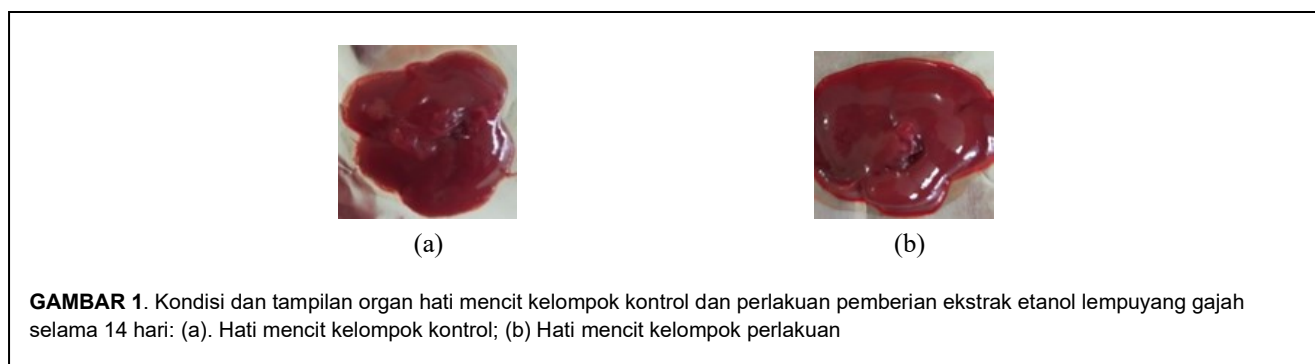 (a) (b)
GAMBAR 1. Kondisi dan tampilan organ hati mencit kelompok kontrol dan perlakuan pemberian ekstrak etanol lempuyang gajah
selama 14 hari: (a). Hati mencit kelompok kontrol; (b) Hati mencit kelompok perlakuan